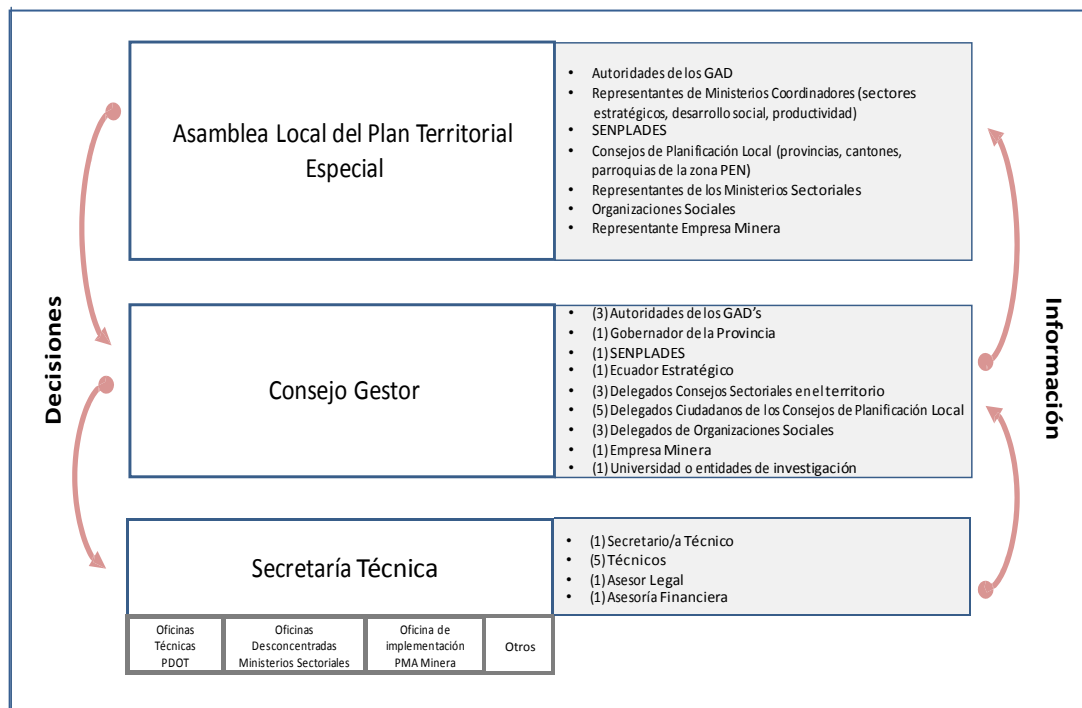 Asamblea Local del Plan Territorial
Especial
• Autoridades de los GAD
• Representantes de Ministerios Coordinadores (sectores
estratégicos, desarrollo social, productividad)
• SENPLADES
• Consejos de Planificación Local (provincias, cantones,
parroquias de la zona PEN)
• Representantes de los Ministerios Sectoriales
• Organizaciones Sociales
• Representante Empresa Minera
Decisiones
Información
Consejo Gestor
• (3) Autoridades de los GAD's
• (1) Gobernador de la Provincia
• (1) SENPLADES
• (1) Ecuador Estratégico
• (3) Delegados Consejos Sectoriales en el territorio
• (5) Delegados Ciudadanos de los Consejos de Planificación Local
• (3) Delegados de Organizaciones Sociales
• (1) Empresa Minera
• (1) Universidad o entidades de investigación
Secretaría Técnica
• (1) Secretario/a Técnico
• (5) Técnicos
• (1) Asesor Legal
• (1) Asesoría Financiera
Oficinas
Técnicas
PDOT
Oficinas
Desconcentradas
Ministerios Sectoriales
Oficina de
implementación
PMA Minera
Otros